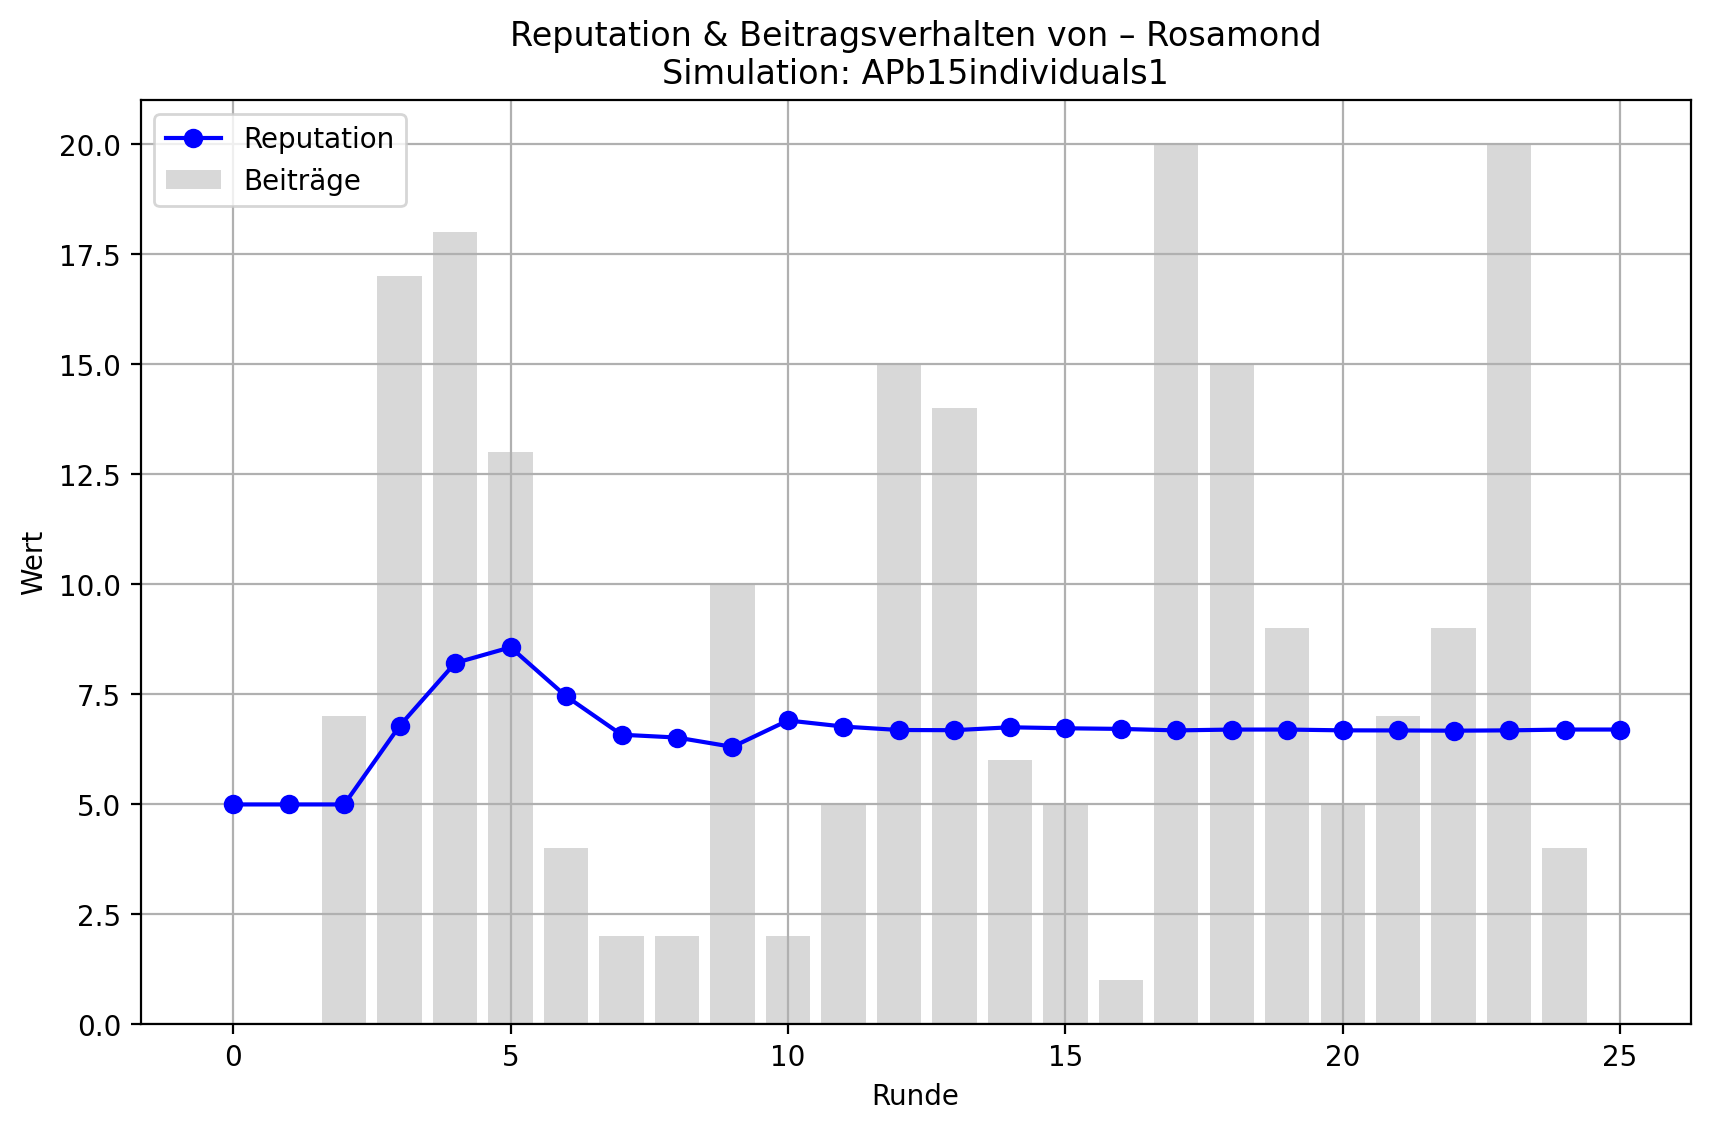 Reputation & Beitragsverhalten von – Rosamond
Simulation: APb15individuals1
Reputation
Beiträge
20.0
17.5
15.0
12.5
10.0
7.5
5.0
2.5
0.0
Wert
0 5 10 15 20 25
Runde